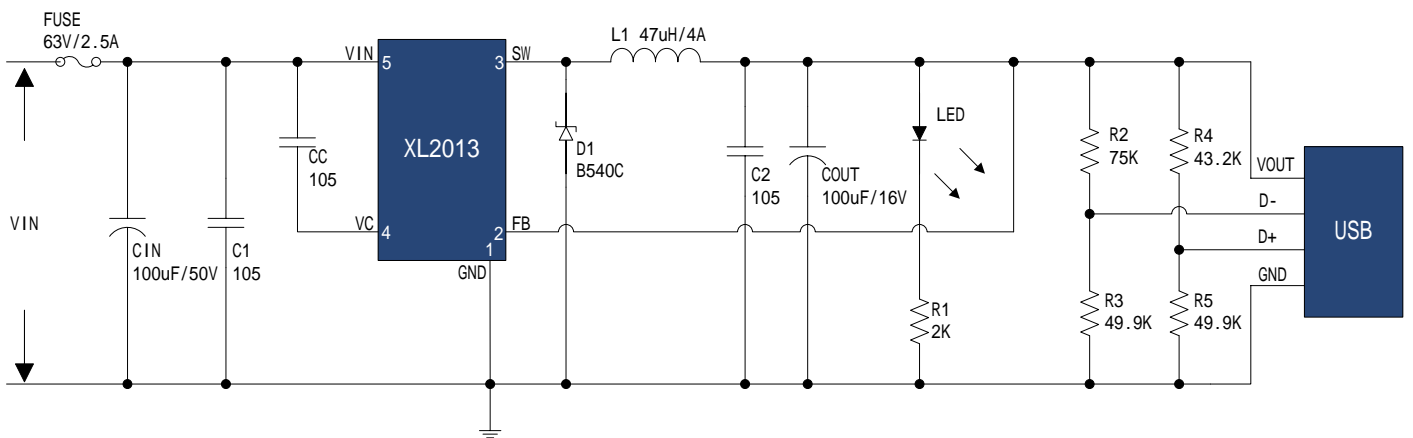 FUSE
63V/2.5A
VIN
CIN
100uF/50V
C1
105
CC
105
VIN
5
VC
4
XL2013
3
SW
2
FB
1
GND
D1
B540C
L1 47uH/4A
C2
105
COUT
100uF/16V
LED
R1
2K
R2
75K
R3
49.9K
R4
43.2K
R5
49.9K
VOUT
D-
D+
GND
USB